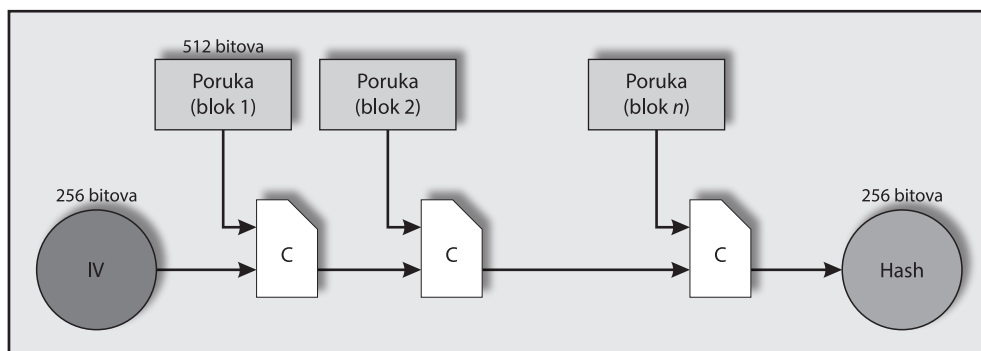 512 bitova
Poruka
(blok 1)
Poruka
(blok 2)
Poruka
(blok n)
256 bitova
IV
C
C
C
256 bitova
Hash